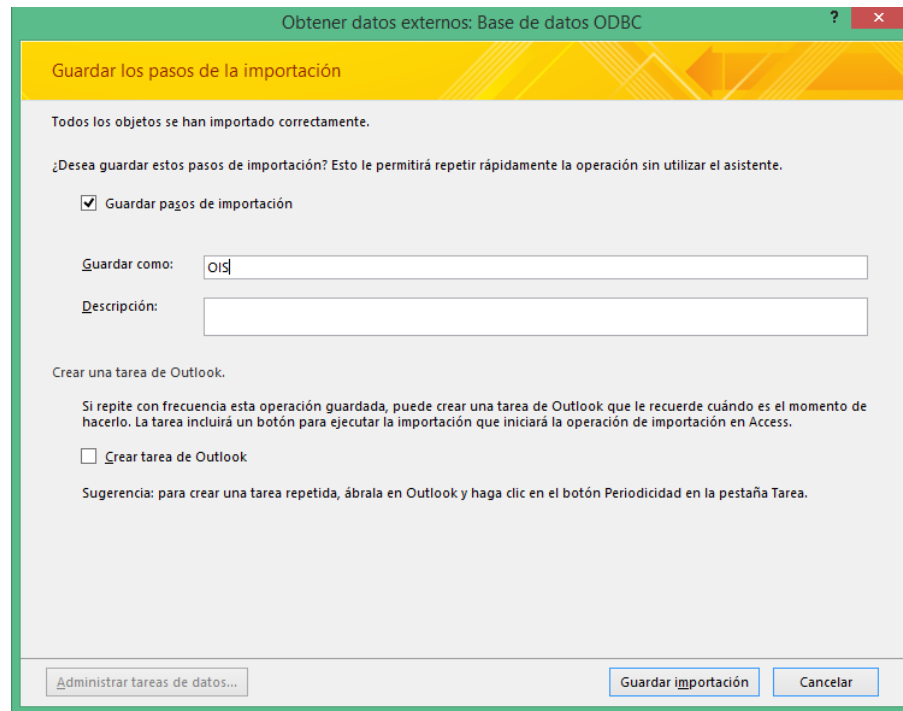 Obtener datos externos: Base de datos ODBC
?
×
Guardar los pasos de la importación
Todos los objetos se han importado correctamente.
¿Desea guardar estos pasos de importación? Esto le permitirá repetir rápidamente la operación sin utilizar el asistente.
Guardar pasos de importación
Guardar como:
OIS
Descripción:
Crear una tarea de Outlook.
Si repite con frecuencia esta operación guardada, puede crear una tarea de Outlook que le recuerde cuándo es el momento de
hacerlo. La tarea incluirá un botón para ejecutar la importación que iniciará la operación de importación en Access.
Crear tarea de Outlook
Sugerencia: para crear una tarea repetida, ábrala en Outlook y haga clic en el botón Periodicidad en la pestaña Tarea.
Administrar tareas de datos...
Guardar importación
Cancelar